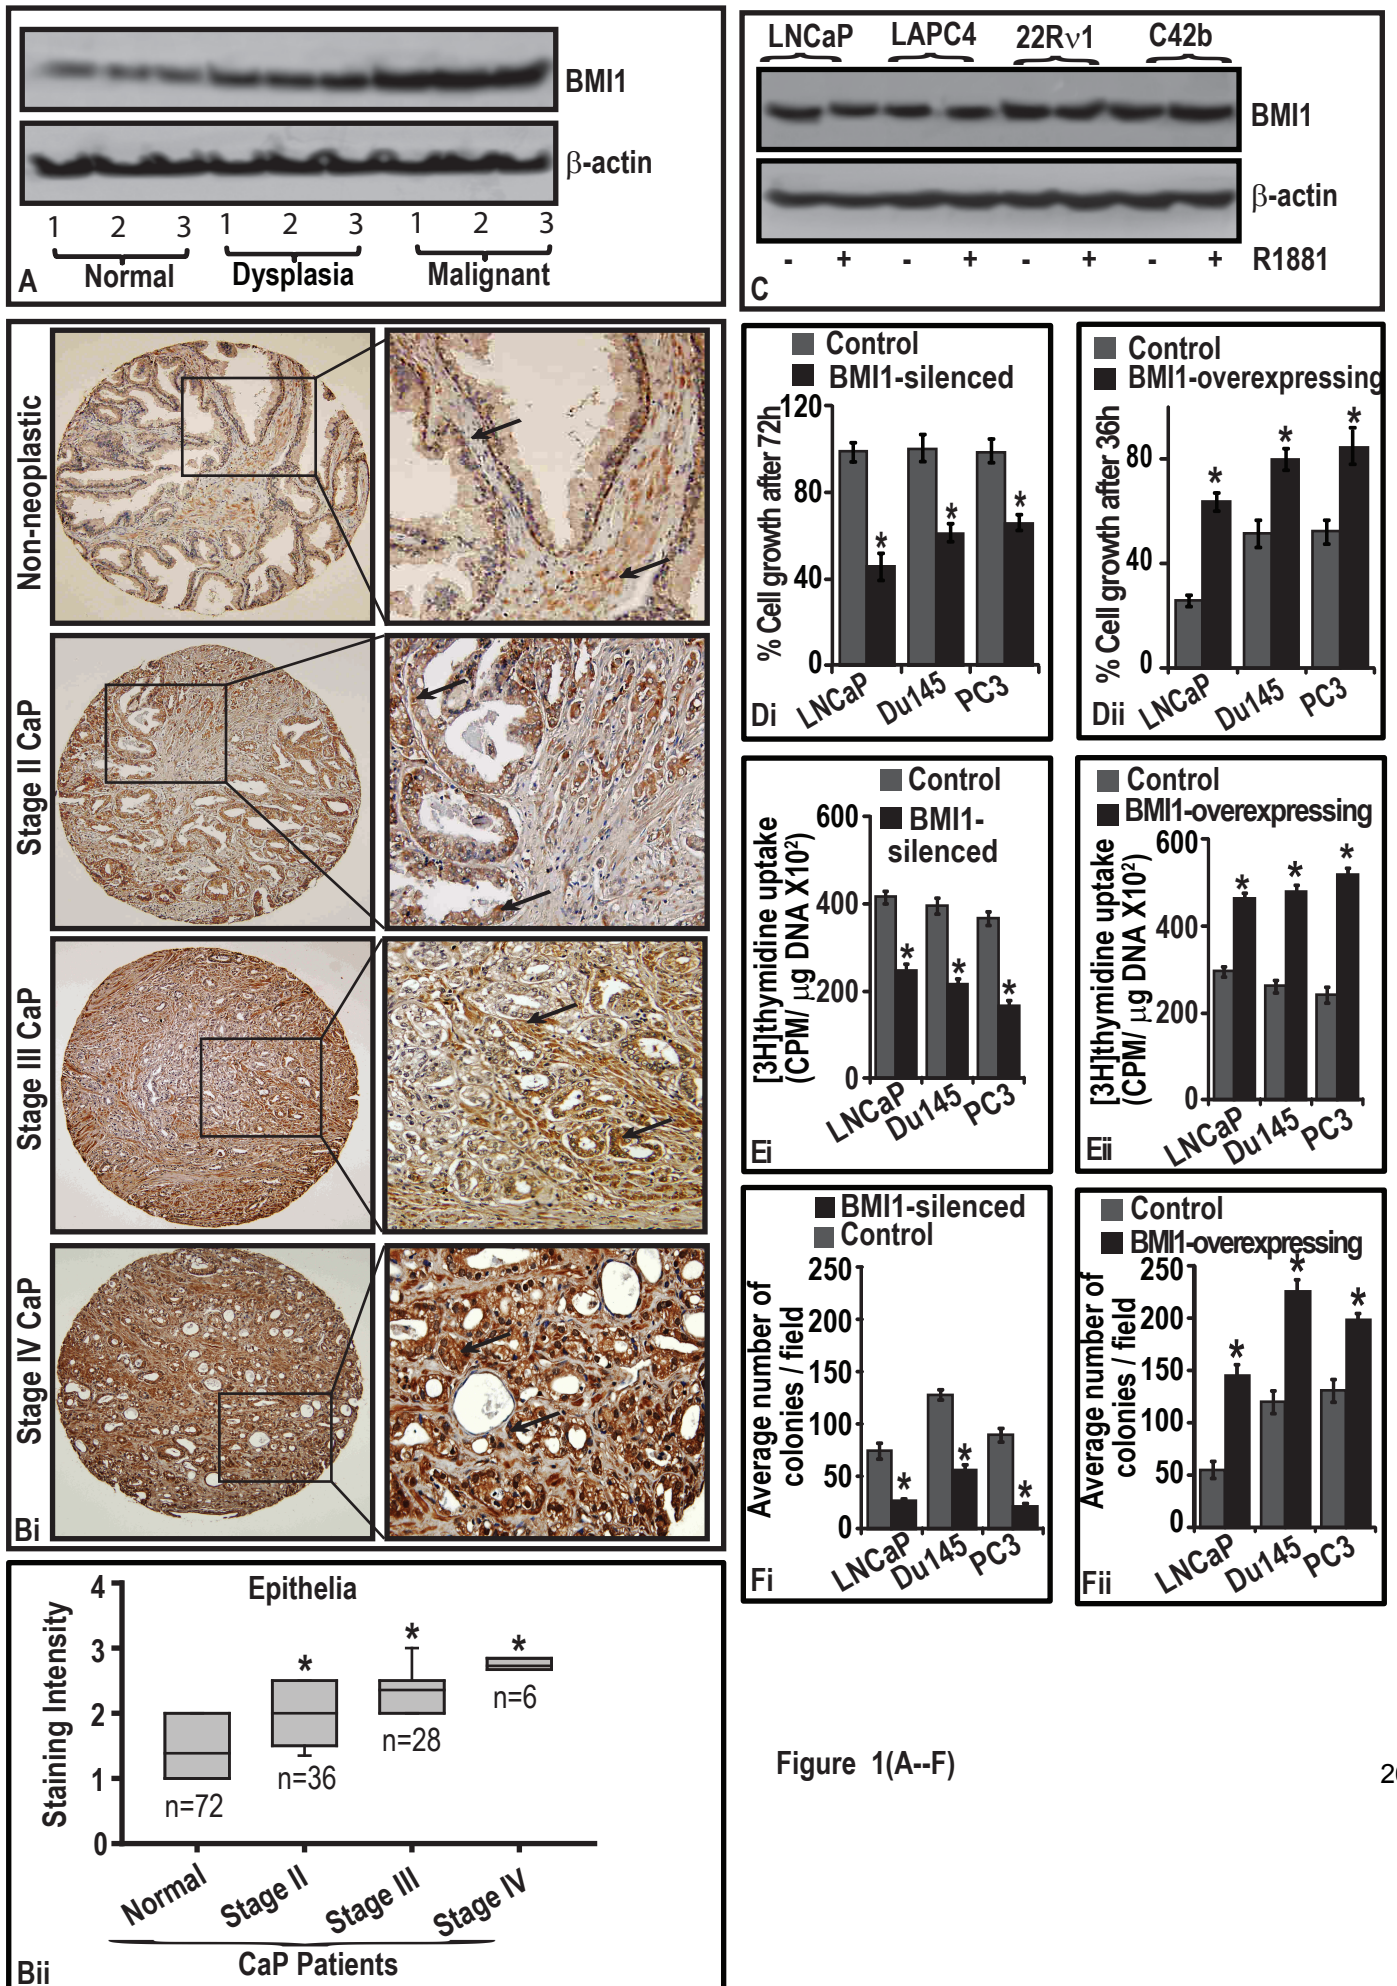 BMI1
β-actin
1 2 3 1 2 3 1 2 3
Normal Dysplasia Malignant
A
LNCaP LAPC4 22Rν1 C42b
BMI1
β-actin
- + - + - + - + R1881
C
Non-neoplastic
Stage II CaP
Stage III CaP
Stage IV CaP
Bi
Control
BMI1-silenced
% Cell growth after 72h
120
80
40
0
* * *
LNCaP Du145 PC3
Di
Control
BMI1-overexpressing
% Cell growth after 36h
80
40
0
* * *
LNCaP Du145 PC3
Dii
Control
BMI1-
silenced
[3H]thymidine uptake
(CPM/ μg DNA X10²)
600
400
200
0
* * *
LNCaP Du145 PC3
Ei
Control
BMI1-overexpressing
[3H]thymidine uptake
(CPM/ μg DNA X10²)
600
400
200
0
* * *
LNCaP Du145 PC3
Eii
BMI1-silenced
Control
Average number of
colonies / field
250
200
150
100
50
0
* * *
LNCaP Du145 PC3
Fi
Control
BMI1-overexpressing
Average number of
colonies / field
250
200
150
100
50
0
* * *
LNCaP Du145 PC3
Fii
Epithelia
Staining Intensity
4
3
2
1
0
* * *
n=72 n=36 n=28 n=6
Normal Stage II Stage III Stage IV
CaP Patients
Bii
Figure 1(A--F)